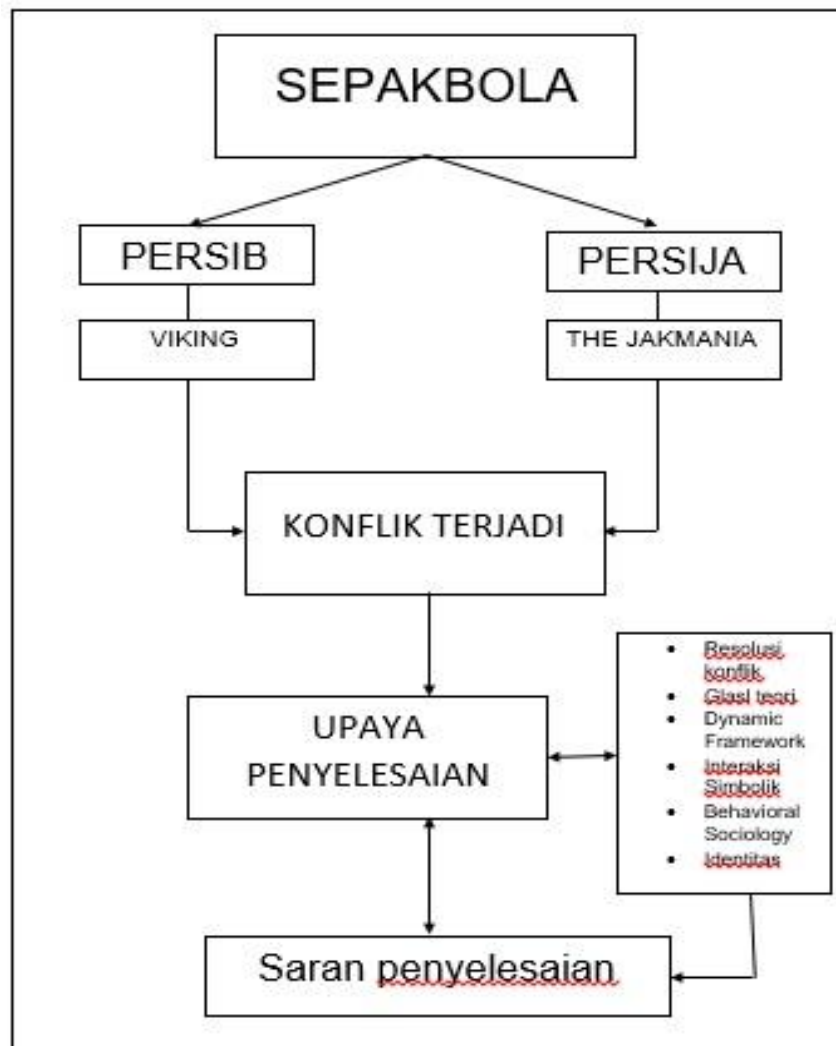 SEPAKBOLA
PERSIB
PERSIJA
VIKING
THE JAKMANIA
KONFLIK TERJADI
UPAYA
PENYELESAIAN
• Resolusi
konflik
• Glasl teori
• Dynamic
Framework
• Interaksi
Simbolik
• Behavioral
Sociology
• Identitas
Saran penyelesaian